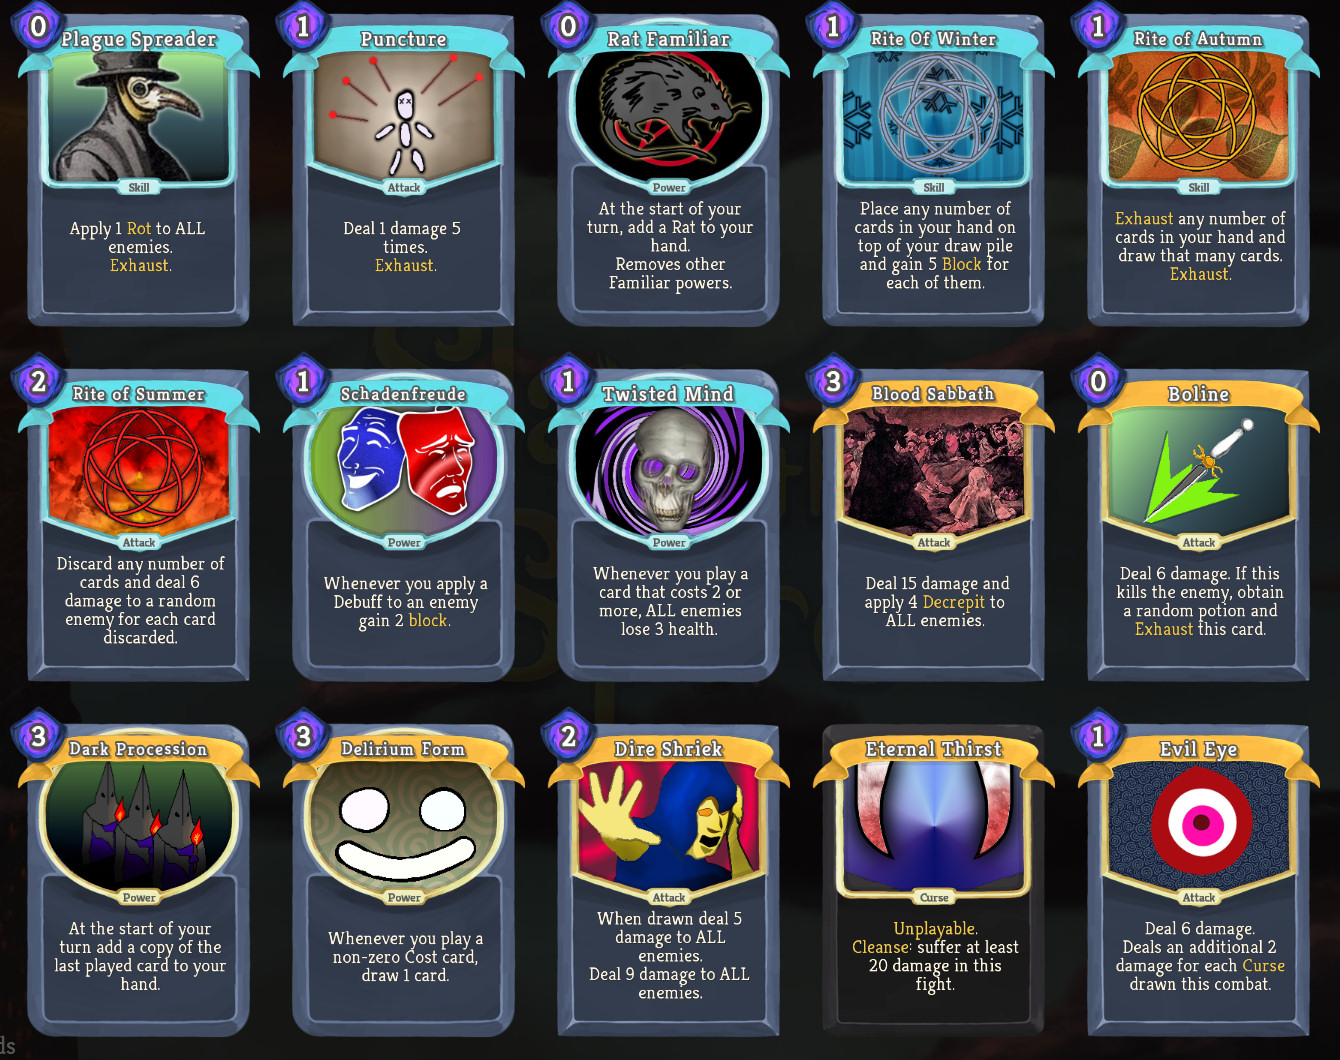 0
Plague Spreader
Skill
Apply 1 Rot to ALL
enemies.
Exhaust.
1
Puncture
Attack
Deal 1 damage 5
times.
Exhaust.
0
Rat Familiar
Power
At the start of your
turn, add a Rat to your
hand.
Removes other
Familiar powers.
1
Rite Of Winter
Skill
Place any number of
cards in your hand on
top of your draw pile
and gain 5 Block for
each of them.
1
Rite of Autumn
Skill
Exhaust any number of
cards in your hand and
draw that many cards.
Exhaust.
2
Rite of Summer
Attack
Discard any number of
cards and deal 6
damage to a random
enemy for each card
discarded.
1
Schadenfreude
Power
Whenever you apply a
Debuff to an enemy
gain 2 block.
1
Twisted Mind
Power
Whenever you play a
card that costs 2 or
more, ALL enemies
lose 3 health.
3
Blood Sabbath
Attack
Deal 15 damage and
apply 4 Decrepit to
ALL enemies.
0
Boline
Attack
Deal 6 damage. If this
kills the enemy, obtain
a random potion and
Exhaust this card.
3
Dark Procession
Power
At the start of your
turn add a copy of the
last played card to your
hand.
3
Delirium Form
Power
Whenever you play a
non-zero Cost card,
draw 1 card.
2
Dire Shriek
Attack
When drawn deal 5
damage to ALL
enemies.
Deal 9 damage to ALL
enemies.
Eternal Thirst
Curse
Unplayable.
Cleanse: suffer at least
20 damage in this
fight.
1
Evil Eye
Attack
Deal 6 damage.
Deals an additional 2
damage for each Curse
drawn this combat.